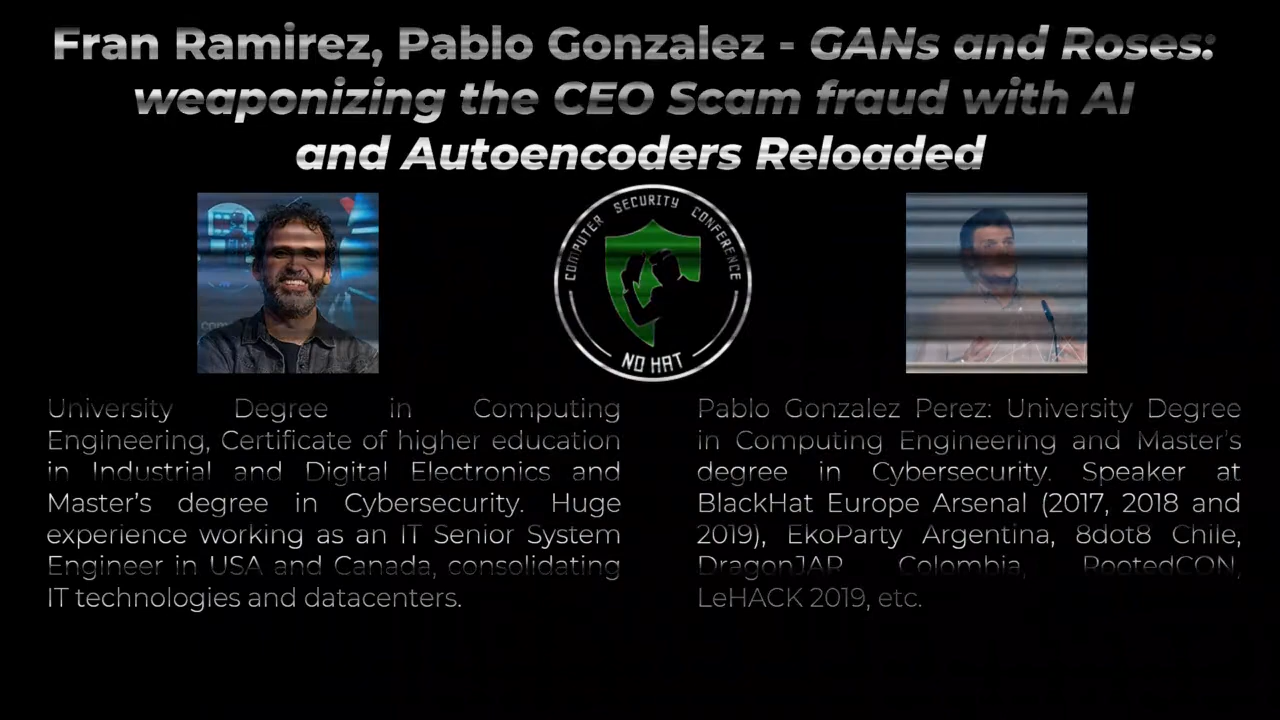 Fran Ramirez, Pablo Gonzalez - GANs and Roses:
weaponizing the CEO Scam fraud with AI
and Autoencoders Reloaded
COMPUTER SECURITY CONFERENCE
NO HAT
University Degree in Computing
Engineering, Certificate of higher education
in Industrial and Digital Electronics and
Master's degree in Cybersecurity. Huge
experience working as an IT Senior System
Engineer in USA and Canada, consolidating
IT technologies and datacenters.
Pablo Gonzalez Perez: University Degree
in Computing Engineering and Master's
degree in Cybersecurity. Speaker at
BlackHat Europe Arsenal (2017, 2018 and
2019), EkoParty Argentina, 8dot8 Chile,
DragonJAR Colombia, RootedCON,
LeHACK 2019, etc.